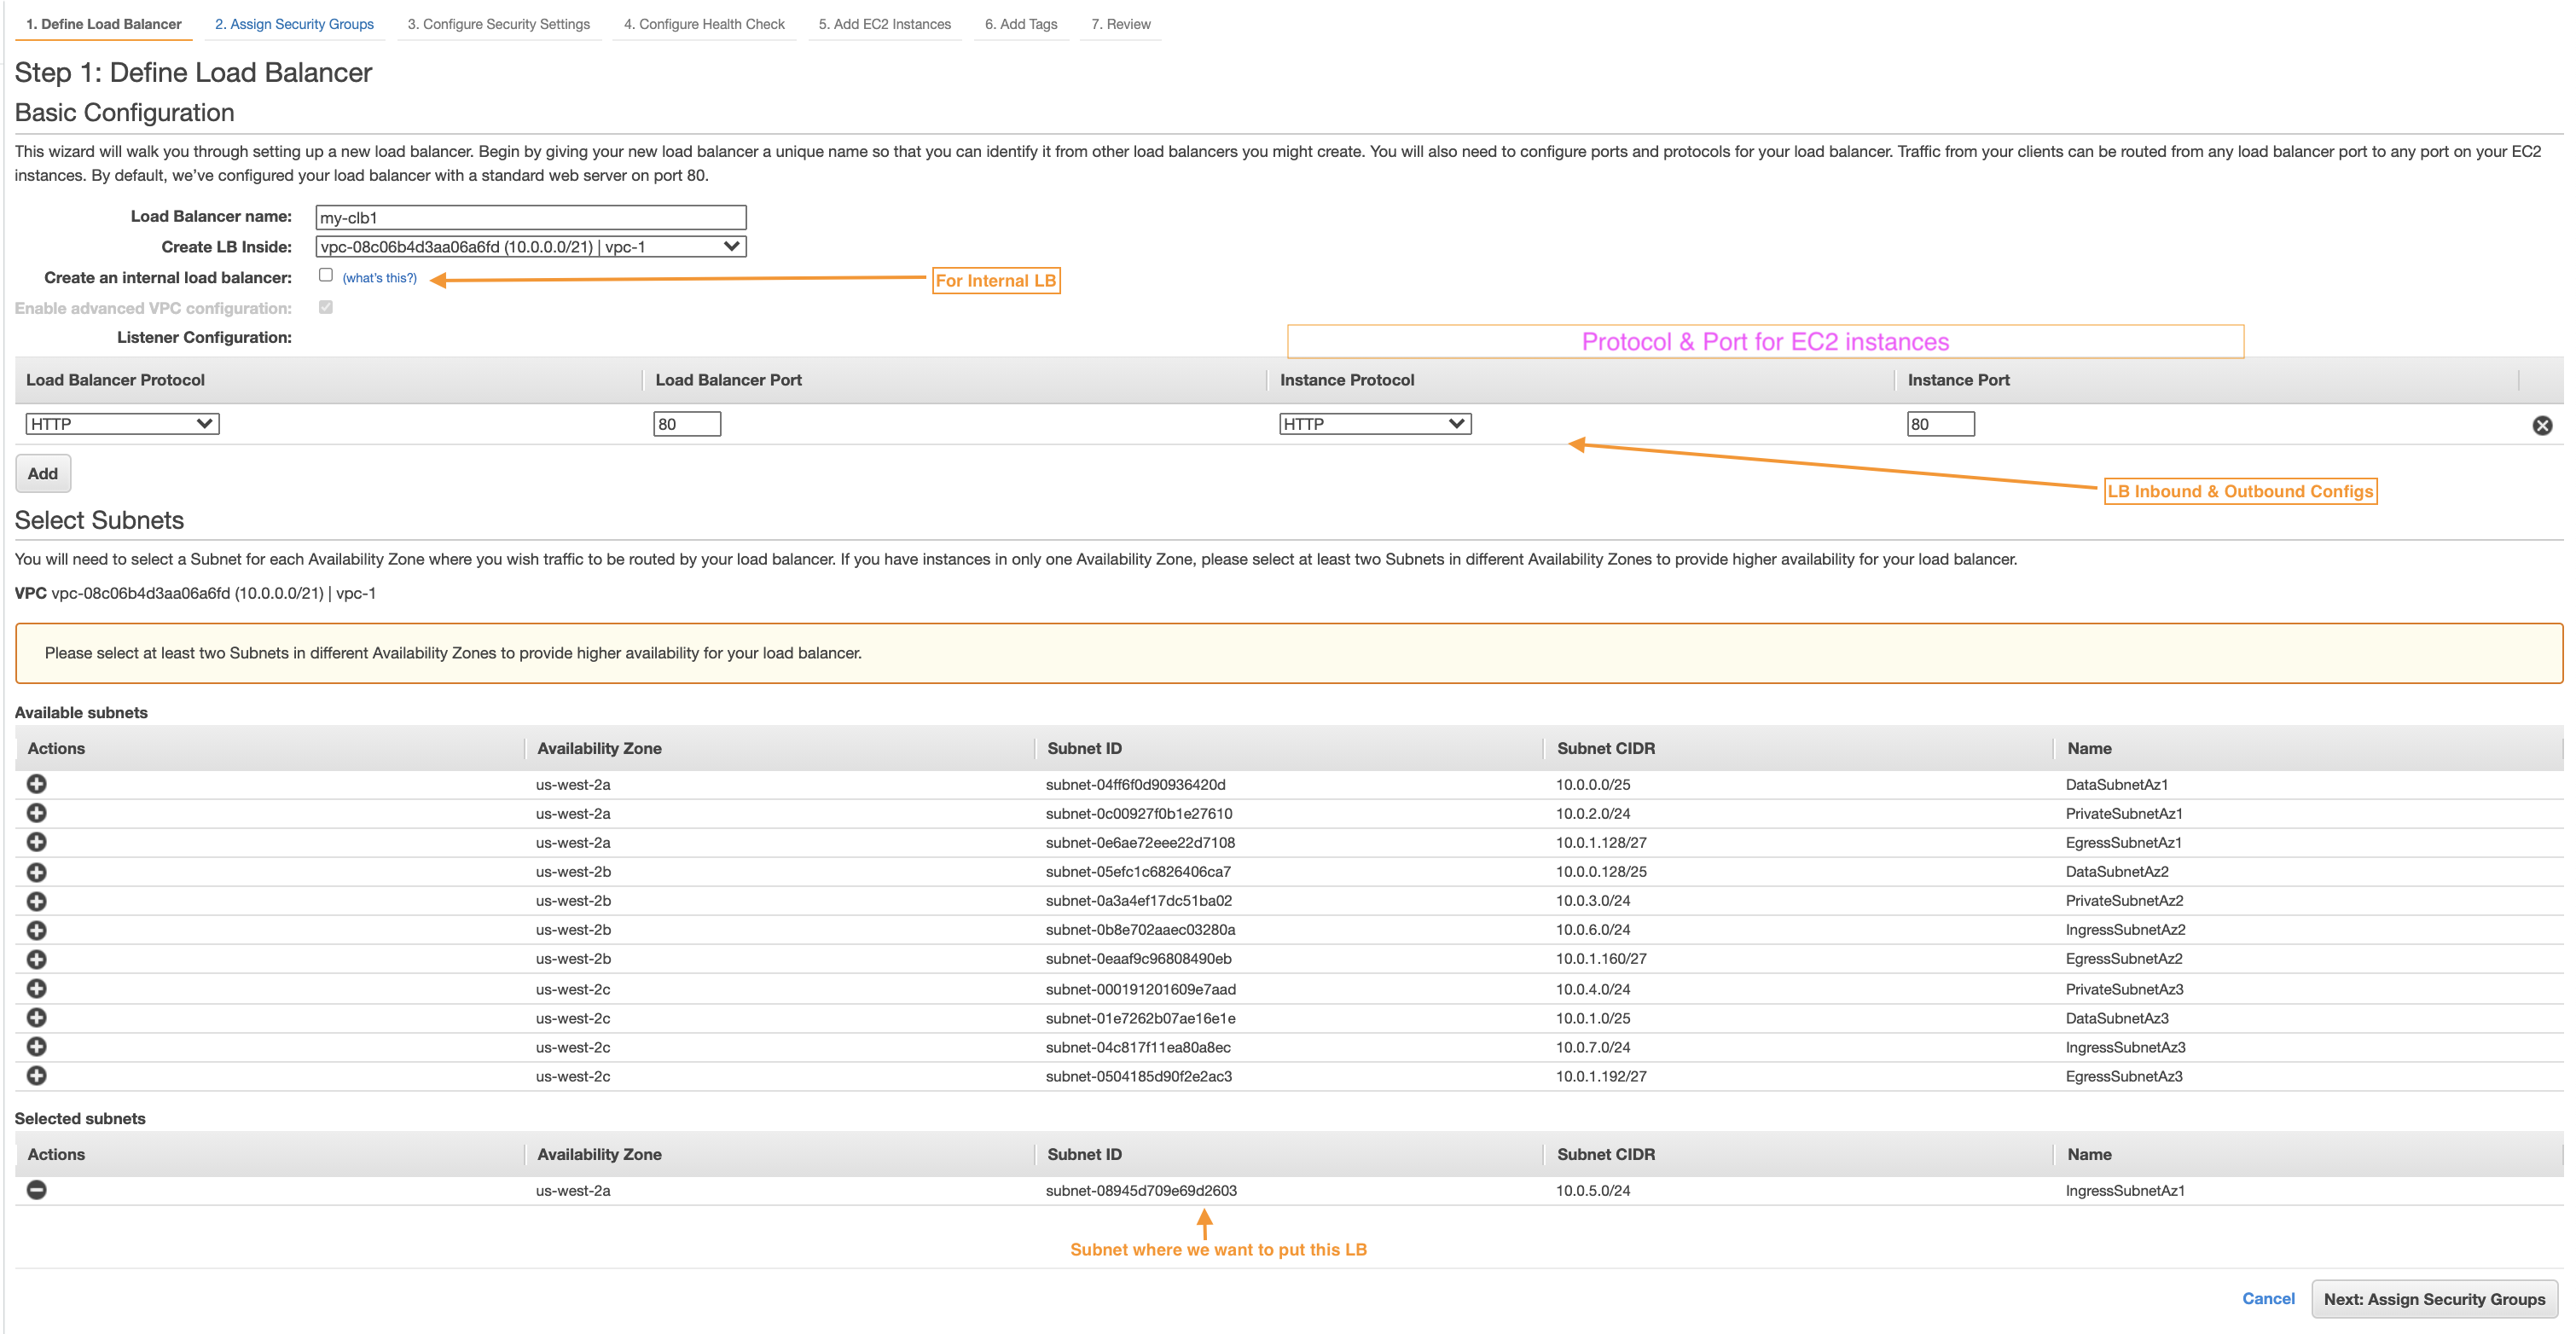 1. Define Load Balancer 2. Assign Security Groups 3. Configure Security Settings 4. Configure Health Check 5. Add EC2 Instances 6. Add Tags 7. Review
Step 1: Define Load Balancer
Basic Configuration
This wizard will walk you through setting up a new load balancer. Begin by giving your new load balancer a unique name so that you can identify it from other load balancers you might create. You will also need to configure ports and protocols for your load balancer. Traffic from your clients can be routed from any load balancer port to any port on your EC2
instances. By default, we've configured your load balancer with a standard web server on port 80.
Load Balancer name: my-clb1
Create LB Inside: vpc-08c06b4d3aa06a6fd (10.0.0.0/21) | vpc-1
Create an internal load balancer: (what's this?) For Internal LB
Enable advanced VPC configuration:
Listener Configuration:
Protocol & Port for EC2 instances
Load Balancer Protocol Load Balancer Port Instance Protocol Instance Port
HTTP 80 HTTP 80
Add
LB Inbound & Outbound Configs
Select Subnets
You will need to select a Subnet for each Availability Zone where you wish traffic to be routed by your load balancer. If you have instances in only one Availability Zone, please select at least two Subnets in different Availability Zones to provide higher availability for your load balancer.
VPC vpc-08c06b4d3aa06a6fd (10.0.0.0/21) | vpc-1
Please select at least two Subnets in different Availability Zones to provide higher availability for your load balancer.
Available subnets
Actions Availability Zone Subnet ID Subnet CIDR Name
us-west-2a subnet-04ff6f0d90936420d 10.0.0.0/25 DataSubnetAz1
us-west-2a subnet-0c00927f0b1e27610 10.0.2.0/24 PrivateSubnetAz1
us-west-2a subnet-0e6ae72eee22d7108 10.0.1.128/27 EgressSubnetAz1
us-west-2b subnet-05efc1c6826406ca7 10.0.0.128/25 DataSubnetAz2
us-west-2b subnet-0a3a4ef17dc51ba02 10.0.3.0/24 PrivateSubnetAz2
us-west-2b subnet-0b8e702aaec03280a 10.0.6.0/24 IngressSubnetAz2
us-west-2b subnet-0eaaf9c96808490eb 10.0.1.160/27 EgressSubnetAz2
us-west-2c subnet-000191201609e7aad 10.0.4.0/24 PrivateSubnetAz3
us-west-2c subnet-01e7262b07ae16e1e 10.0.1.0/25 DataSubnetAz3
us-west-2c subnet-04c817f11ea80a8ec 10.0.7.0/24 IngressSubnetAz3
us-west-2c subnet-0504185d90f2e2ac3 10.0.1.192/27 EgressSubnetAz3
Selected subnets
Actions Availability Zone Subnet ID Subnet CIDR Name
us-west-2a subnet-08945d709e69d2603 10.0.5.0/24 IngressSubnetAz1
Subnet where we want to put this LB
Cancel Next: Assign Security Groups